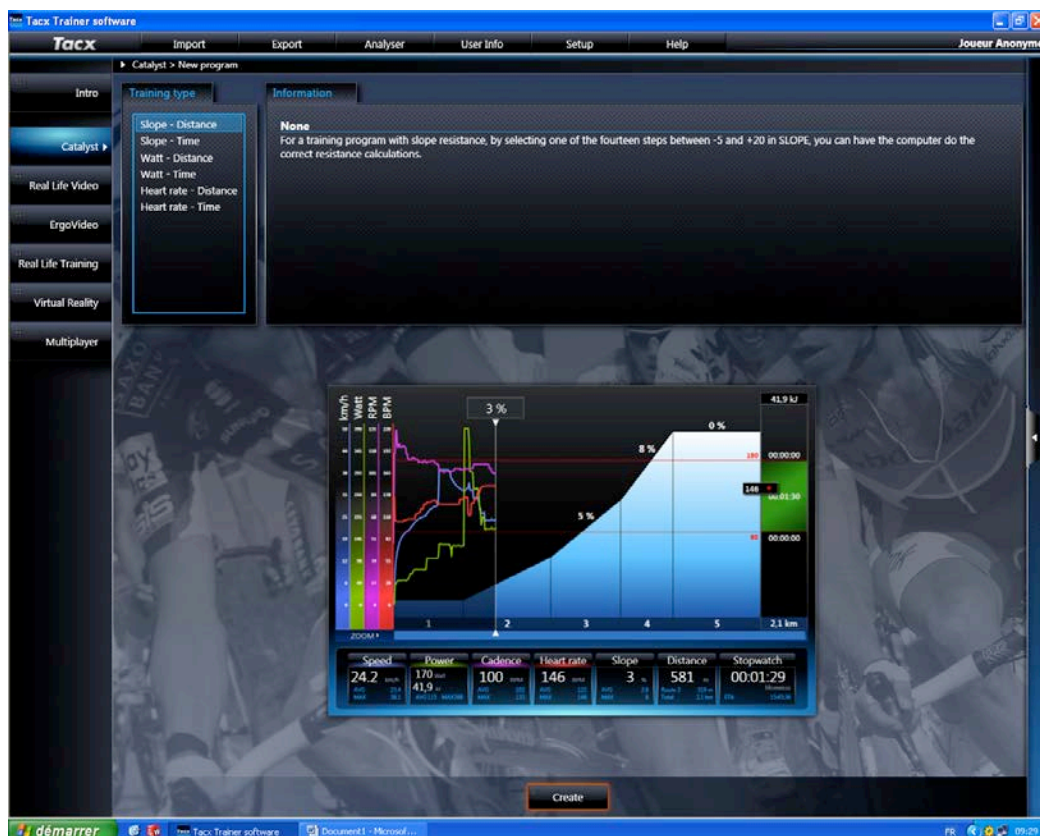 Tacx Trainer software
Tacx Import Export Analyser User Info Setup Help Joueur Anonyme
Catalyst > New program
Intro
Catalyst
Real Life Video
ErgoVideo
Real Life Training
Virtual Reality
Multiplayer
Training type
Slope - Distance
Slope - Time
Watt - Distance
Watt - Time
Heart rate - Distance
Heart rate - Time
Information
None
For a training program with slope resistance, by selecting one of the fourteen steps between -5 and +20 in SLOPE, you can have the computer do the
correct resistance calculations.
km/h
Watt
RPM
BPM
3 %
5 %
8 %
0 %
41,9 kJ
180 00:00:00
146 00:01:30
80 00:00:00
1 2 3 4 5 2,1 km
ZOOM
Speed Power Cadence Heart rate Slope Distance Stopwatch
24.2 km/h 170 Watt 100 RPM 146 BPM 3 % 581 m 00:01:29
41,9 kJ
Create
démarrer Tacx Trainer software Document1 - Microsof... FR 09:29